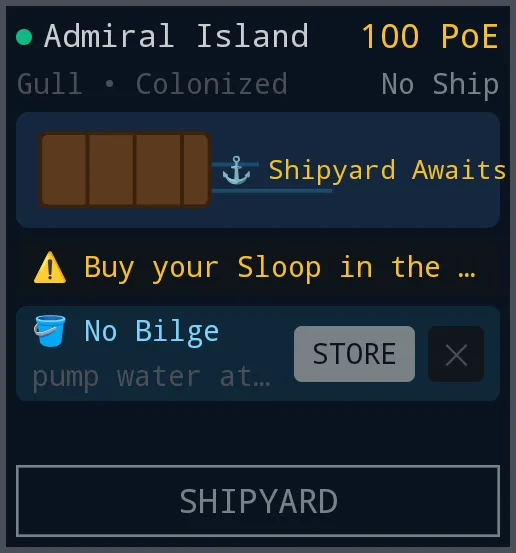 Admiral Island 100 PoE
Gull • Colonized No Ship
⚓ Shipyard Awaits
⚠️ Buy your Sloop in the …
🪣 No Bilge
pump water at…
STORE
SHIPYARD